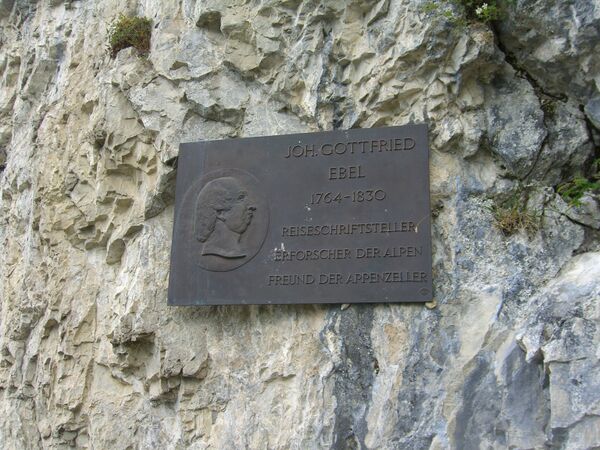 JOH. GOTTFRIED
EBEL
1764-1830
REISESCHRIFTSTELLER
ERFORSCHER DER ALPEN
FREUND DER APPENZELLER